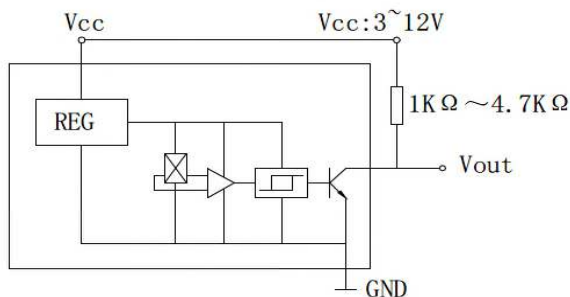 Vcc
Vcc:3~12V
REG
1KΩ～4.7KΩ
Vout
GND